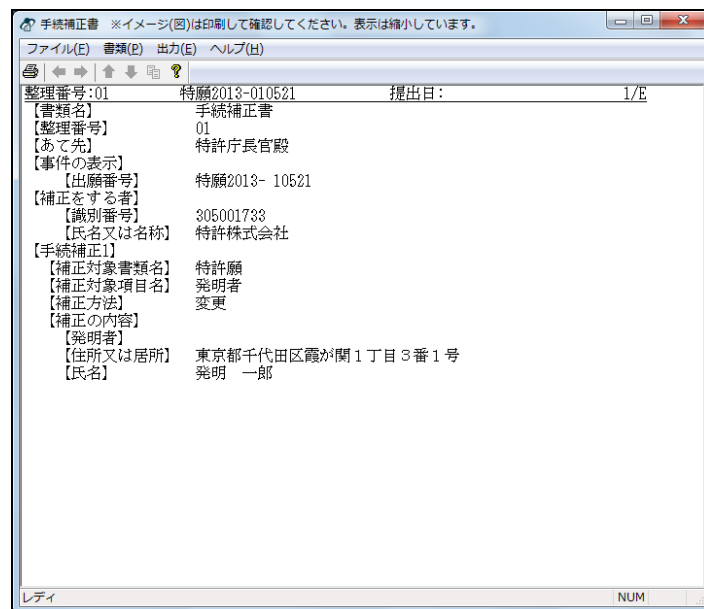 手続補正書　※イメージ(図)は印刷して確認してください。表示は縮小しています。
ファイル(F) 書類(P) 出力(E) ヘルプ(H)
整理番号:01 特願2013-010521 提出日: 1/E
【書類名】 手続補正書
【整理番号】 01
【あて先】 特許庁長官殿
【事件の表示】
【出願番号】 特願2013- 10521
【補正をする者】
【識別番号】 305001733
【氏名又は名称】 特許株式会社
【手続補正1】
【補正対象書類名】 特許願
【補正対象項目名】 発明者
【補正方法】 変更
【補正の内容】
【発明者】
【住所又は居所】 東京都千代田区霞が関１丁目３番１号
【氏名】 発明　一郎
レディ NUM